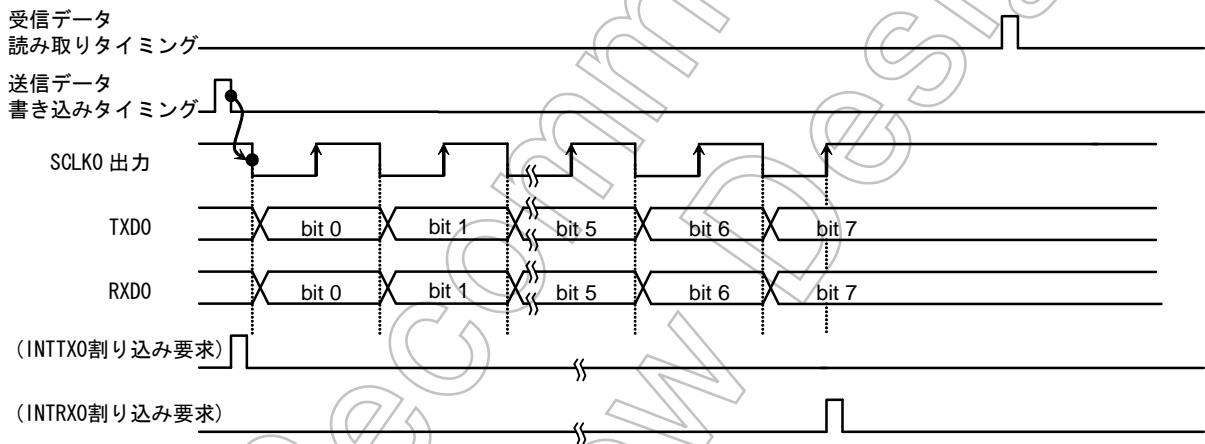 受信データ
読み取りタイミング
送信データ
書き込みタイミング
SCLK0 出力
TXD0
bit 0 bit 1 bit 5 bit 6 bit 7
RXD0
bit 0 bit 1 bit 5 bit 6 bit 7
(INTTX0割り込み要求)
(INTRX0割り込み要求)